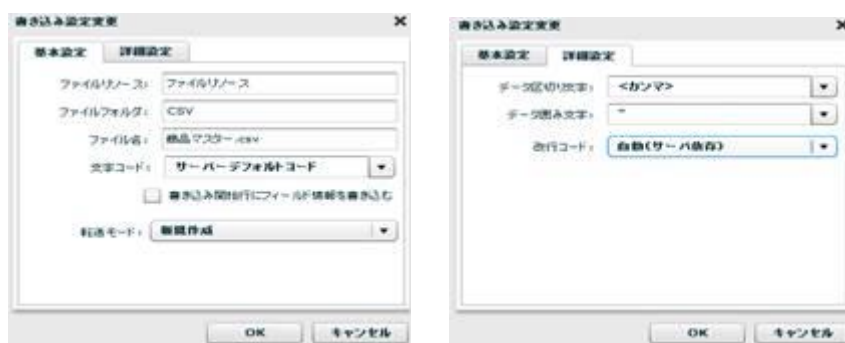 書き込み設定変更
基本設定 詳細設定
ファイルリソース: ファイルリソース
ファイルフォルダ: CSV
ファイル名: 商品マスター.csv
文字コード: サーバーデフォルトコード
書き込み開始行にフィールド情報を書き込む
転送モード: 新規作成
OK キャンセル
書き込み設定変更
基本設定 詳細設定
データ区切り文字: <カンマ>
データ囲み文字: "
改行コード: 自動(サーバ依存)
OK キャンセル